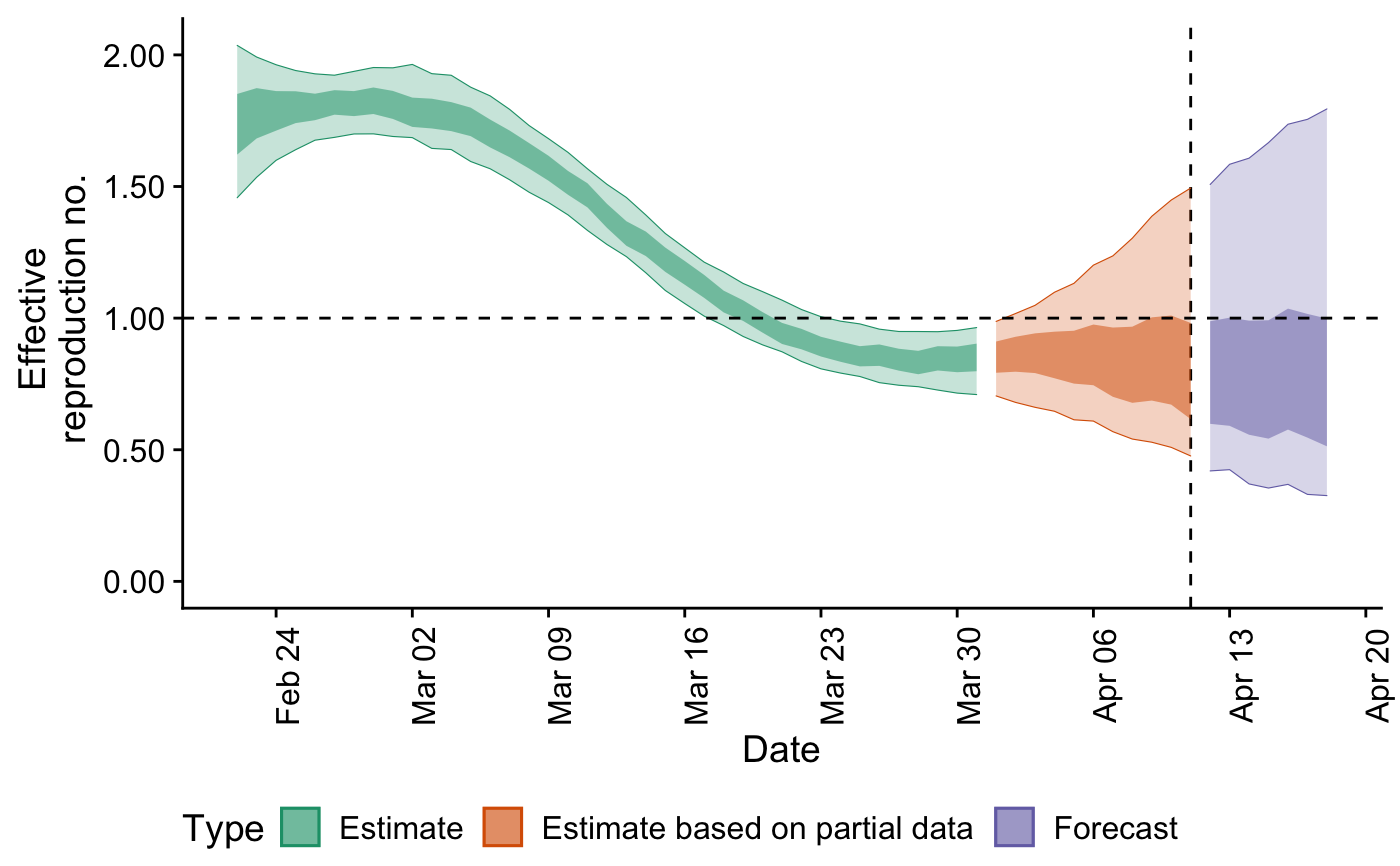 Effective
reproduction no.
2.00
1.50
1.00
0.50
0.00
Feb 24
Mar 02
Mar 09
Mar 16
Mar 23
Mar 30
Apr 06
Apr 13
Apr 20
Date
Type Estimate Estimate based on partial data Forecast